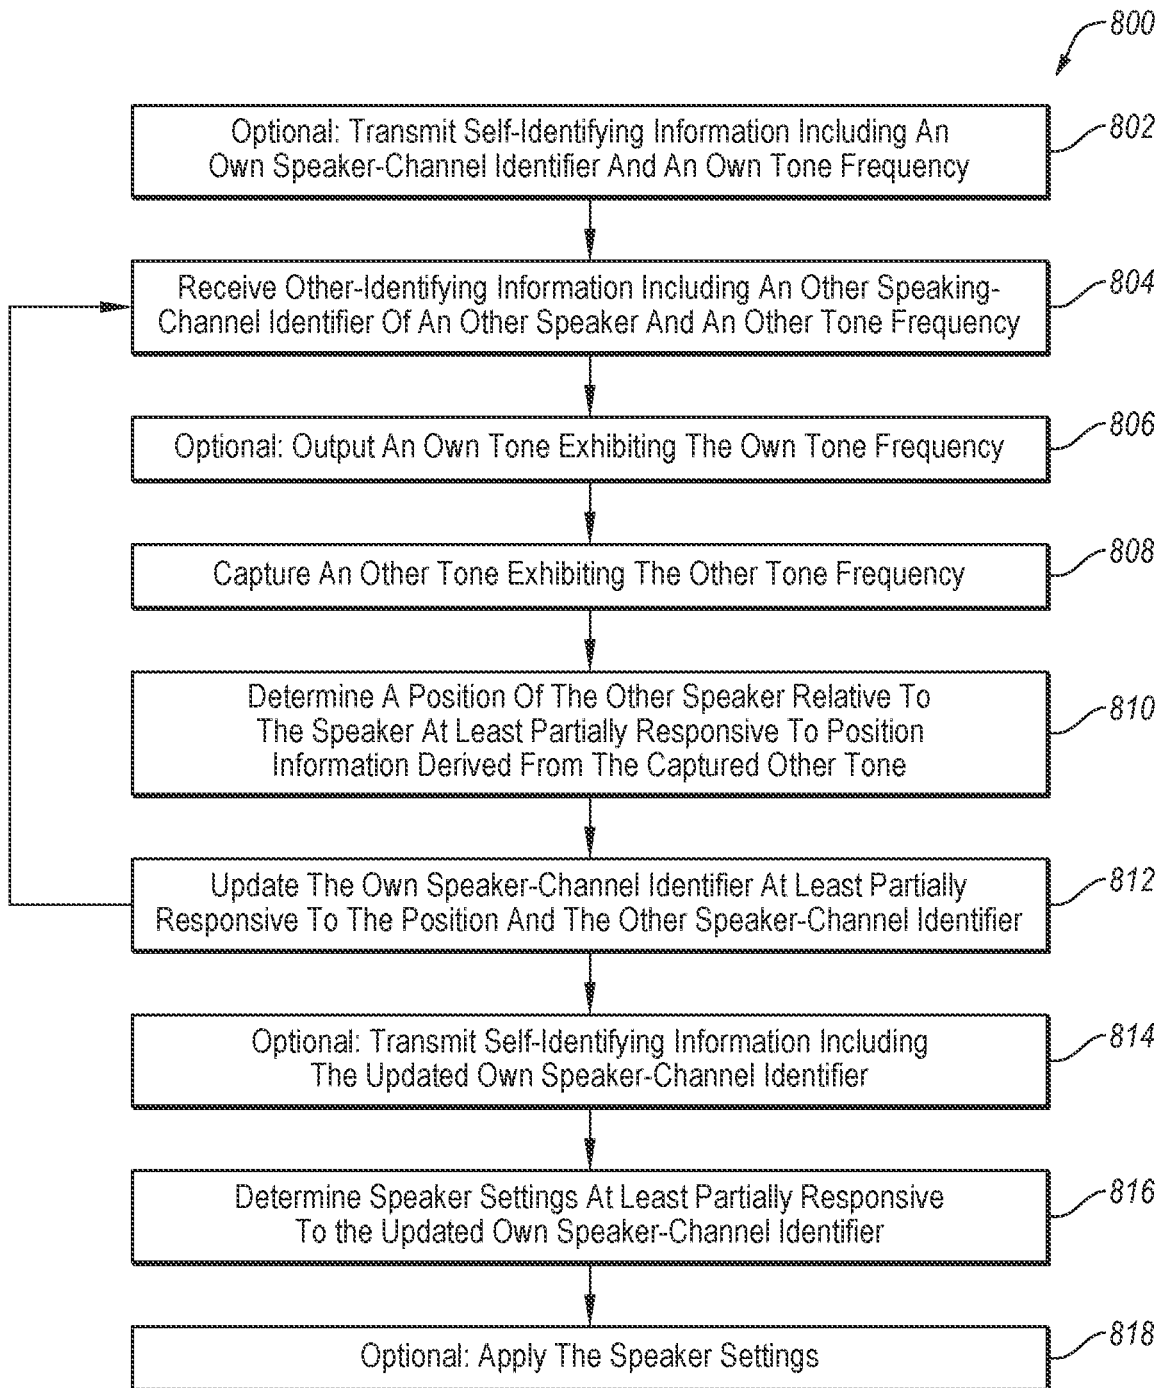 800
Optional: Transmit Self-Identifying Information Including An
Own Speaker-Channel Identifier And An Own Tone Frequency
802
Receive Other-Identifying Information Including An Other Speaking-
Channel Identifier Of An Other Speaker And An Other Tone Frequency
804
Optional: Output An Own Tone Exhibiting The Own Tone Frequency
806
Capture An Other Tone Exhibiting The Other Tone Frequency
808
Determine A Position Of The Other Speaker Relative To
The Speaker At Least Partially Responsive To Position
Information Derived From The Captured Other Tone
810
Update The Own Speaker-Channel Identifier At Least Partially
Responsive To The Position And The Other Speaker-Channel Identifier
812
Optional: Transmit Self-Identifying Information Including
The Updated Own Speaker-Channel Identifier
814
Determine Speaker Settings At Least Partially Responsive
To the Updated Own Speaker-Channel Identifier
816
Optional: Apply The Speaker Settings
818